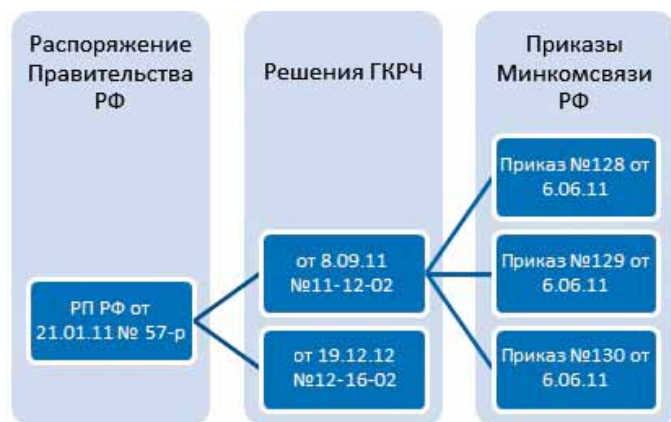 Распоряжение
Правительства
РФ
РП РФ от
21.01.11 № 57-р
Решения ГКРЧ
от 8.09.11
№11-12-02
от 19.12.12
№12-16-02
Приказы
Минкомсвязи
РФ
Приказ №128 от
6.06.11
Приказ №129 от
6.06.11
Приказ №130 от
6.06.11